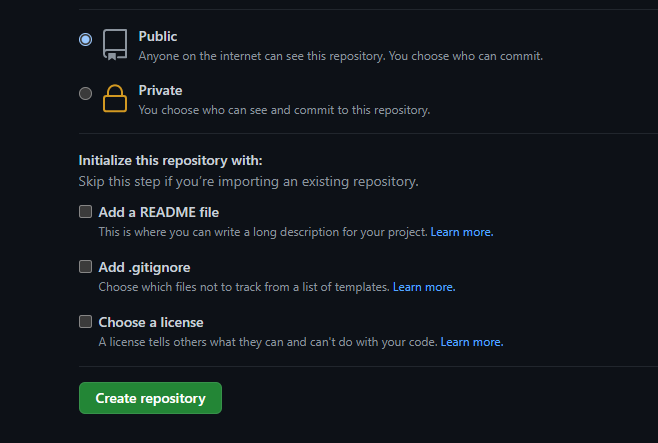 Public
Anyone on the internet can see this repository. You choose who can commit.
Private
You choose who can see and commit to this repository.
Initialize this repository with:
Skip this step if you're importing an existing repository.
Add a README file
This is where you can write a long description for your project. Learn more.
Add .gitignore
Choose which files not to track from a list of templates. Learn more.
Choose a license
A license tells others what they can and can't do with your code. Learn more.
Create repository